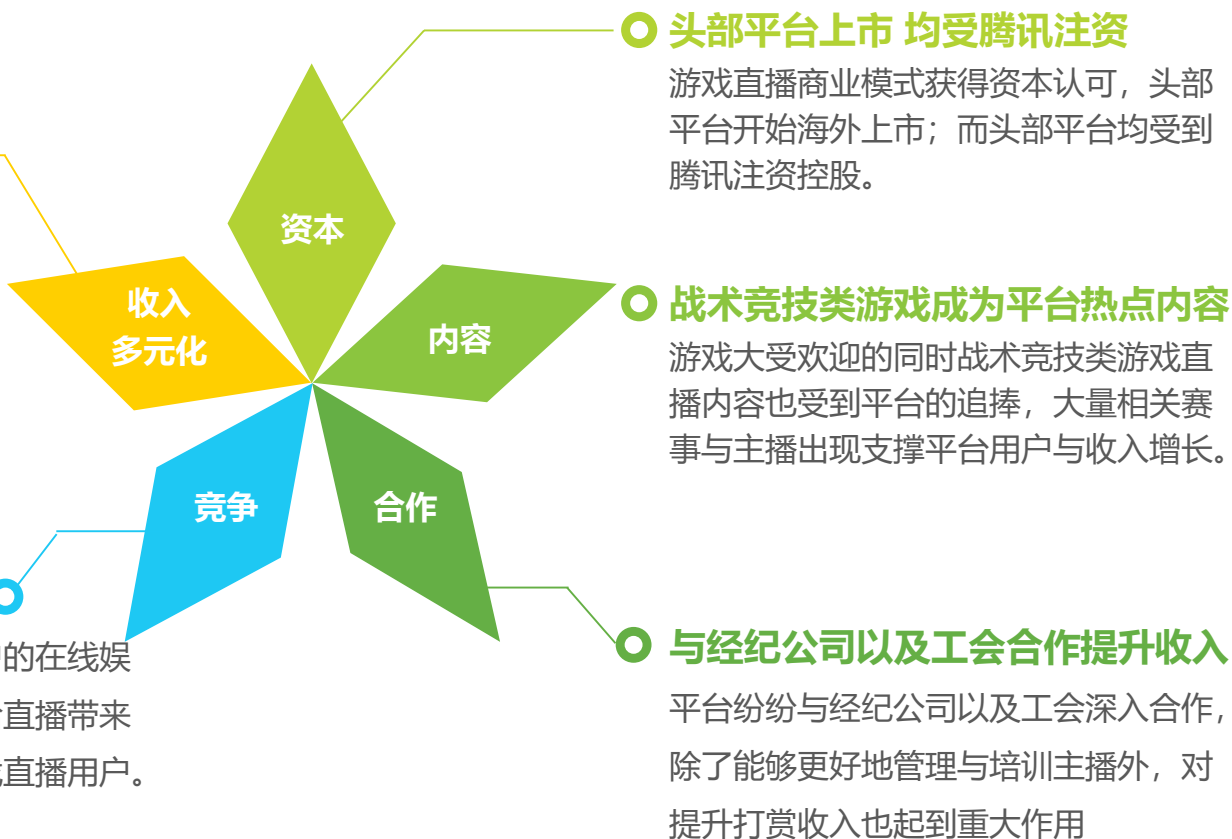 头部平台上市 均受腾讯注资
游戏直播商业模式获得资本认可，头部
平台开始海外上市；而头部平台均受到
腾讯注资控股。
资本
收入
多元化
内容
战术竞技类游戏成为平台热点内容
游戏大受欢迎的同时战术竞技类游戏直
播内容也受到平台的追捧，大量相关赛
事与主播出现支撑平台用户与收入增长。
竞争
合作
的在线娱
直播带来
直播用户。
与经纪公司以及工会合作提升收入
平台纷纷与经纪公司以及工会深入合作，
除了能够更好地管理与培训主播外，对
提升打赏收入也起到重大作用